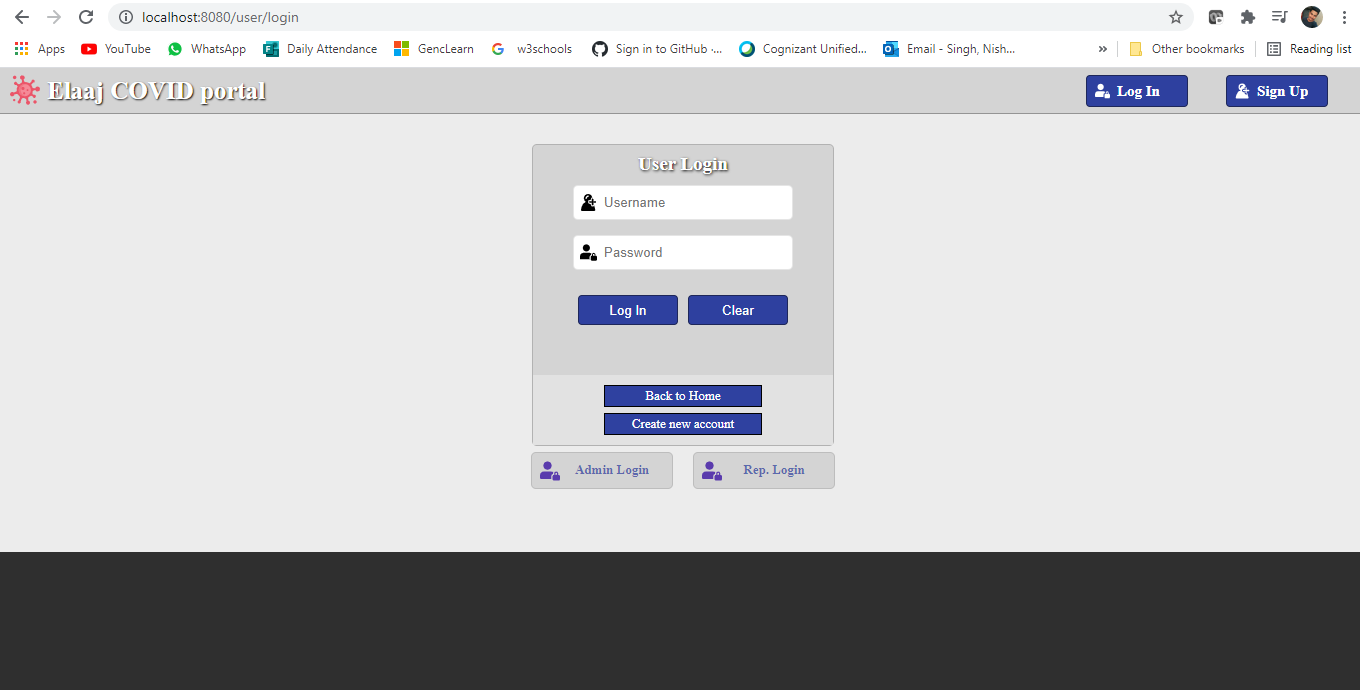 localhost:8080/user/login
Apps YouTube WhatsApp Daily Attendance GencLearn w3schools Sign in to GitHub ·... Cognizant Unified... Email - Singh, Nish... » Other bookmarks Reading list
Elaaj COVID portal Log In Sign Up
User Login
Username
Password
Log In Clear
Back to Home
Create new account
Admin Login Rep. Login